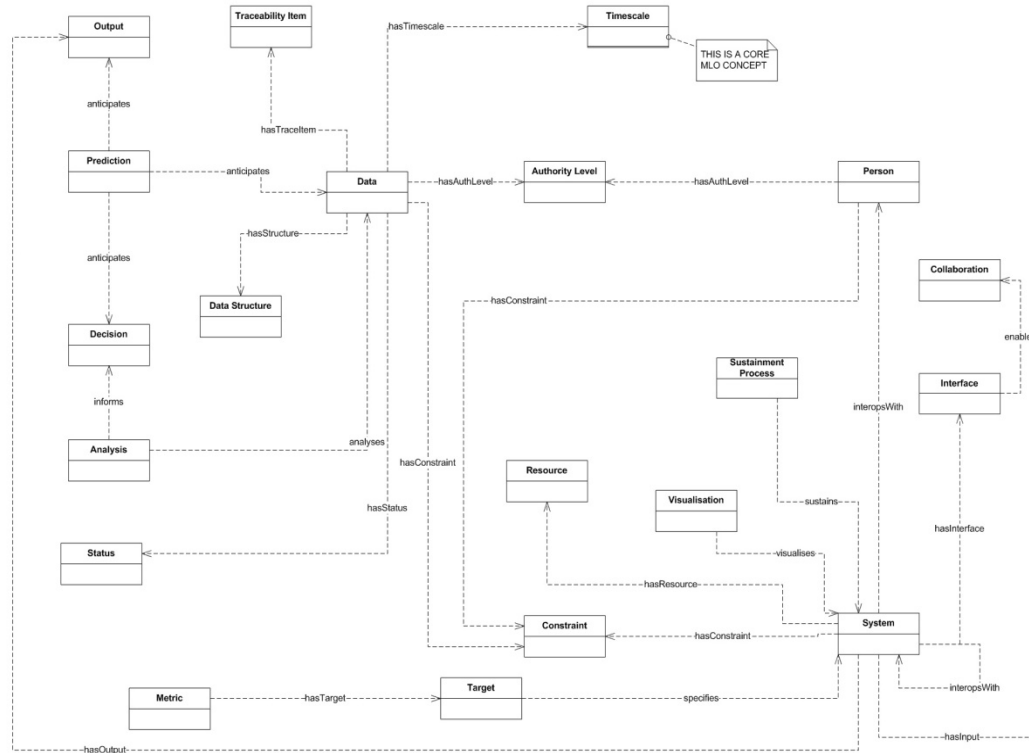 Output
Traceability Item
Timescale
hasTimescale
THIS IS A CORE
MLO CONCEPT
anticipates
hasTraceItem
Prediction
anticipates
Data
hasAuthLevel
Authority Level
hasAuthLevel
Person
hasStructure
anticipates
Collaboration
Data Structure
hasConstraint
Decision
enable
Sustainment
Process
Interface
informs
interopsWith
Analysis
analyses
hasConstraint
Resource
Visualisation
sustains
hasStatus
hasInterface
Status
visualises
hasResource
Constraint
hasConstraint
System
Metric
hasTarget
Target
specifies
interopsWith
hasOutput
hasInput